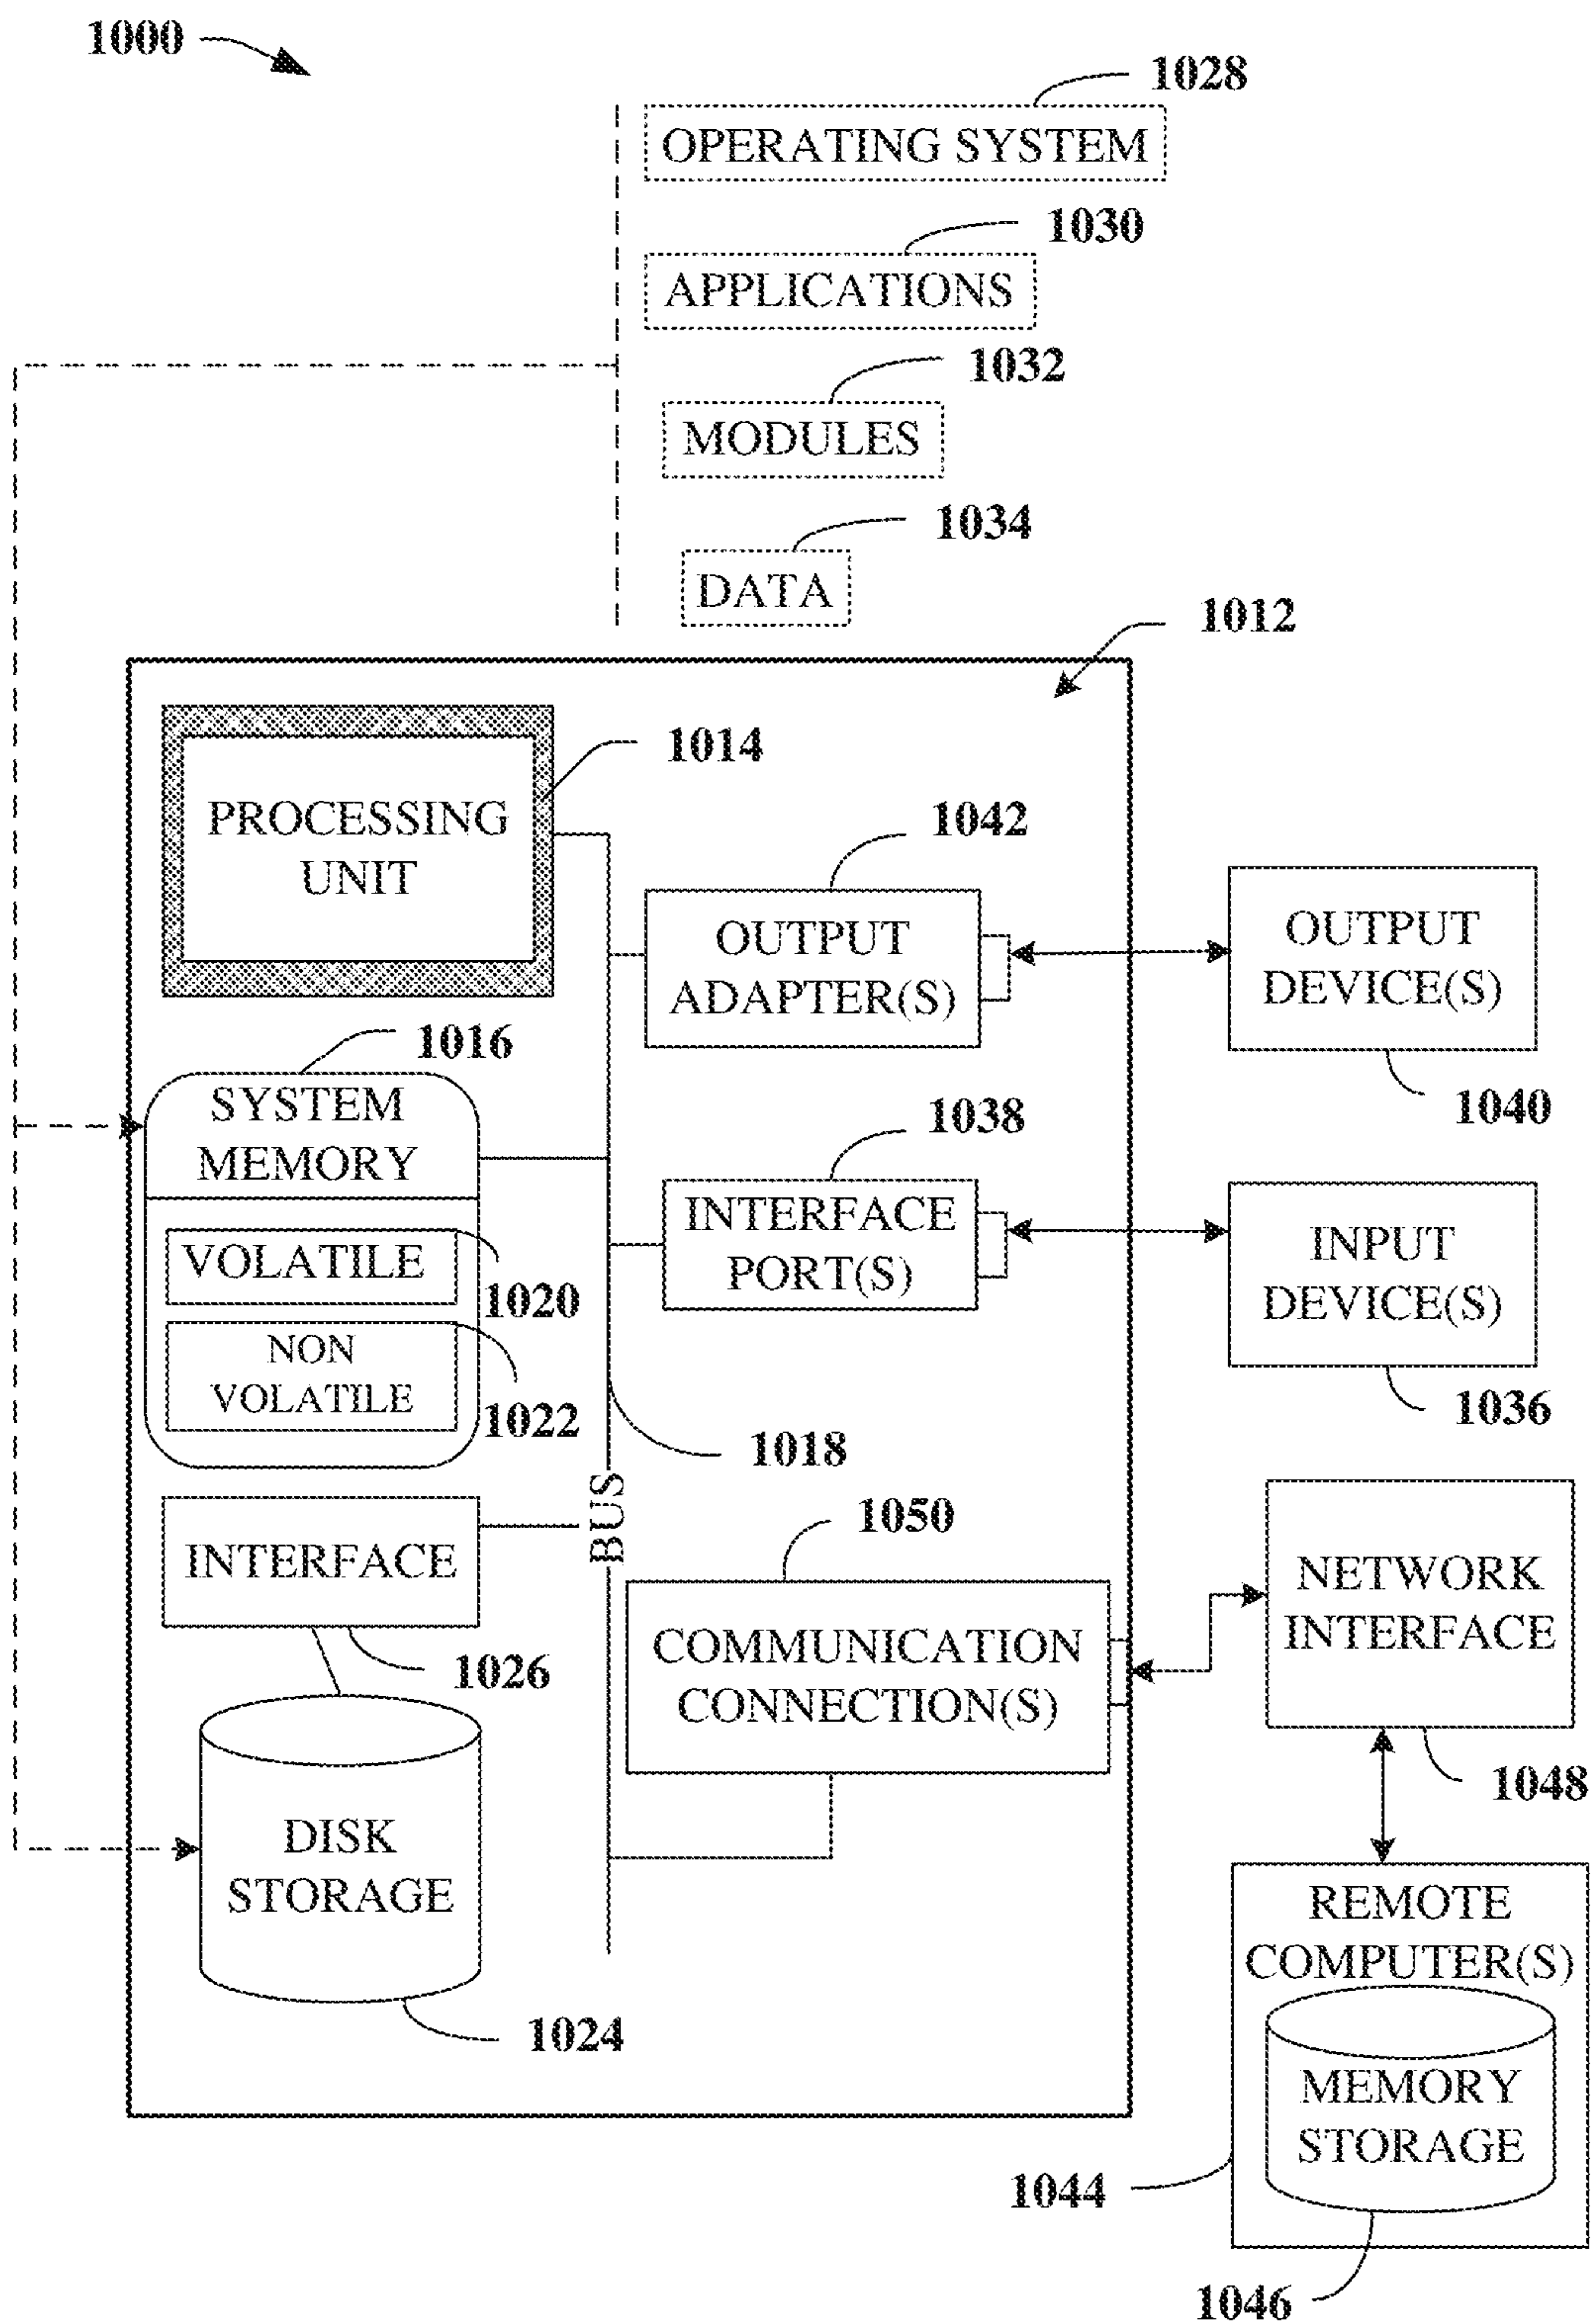 1000
1028
OPERATING SYSTEM
1030
APPLICATIONS
1032
MODULES
1034
DATA
1012
1014
PROCESSING
UNIT
1042
OUTPUT
ADAPTER(S)
OUTPUT
DEVICE(S)
1040
1016
SYSTEM
MEMORY
VOLATILE
1020
NON
VOLATILE
1022
1038
INTERFACE
PORT(S)
INPUT
DEVICE(S)
1036
1018
BUS
INTERFACE
1026
1050
COMMUNICATION
CONNECTION(S)
NETWORK
INTERFACE
1048
DISK
STORAGE
1024
REMOTE
COMPUTER(S)
MEMORY
STORAGE
1044
1046